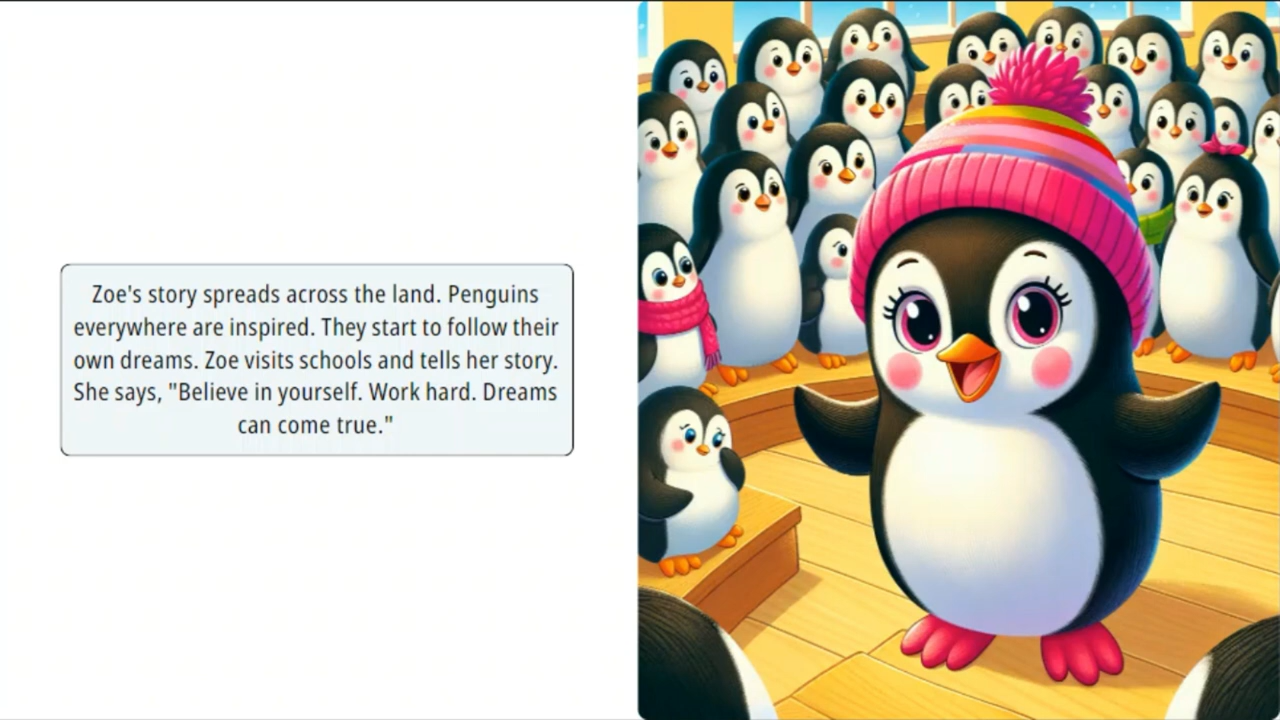 Zoe's story spreads across the land. Penguins
everywhere are inspired. They start to follow their
own dreams. Zoe visits schools and tells her story.
She says, "Believe in yourself. Work hard. Dreams
can come true."